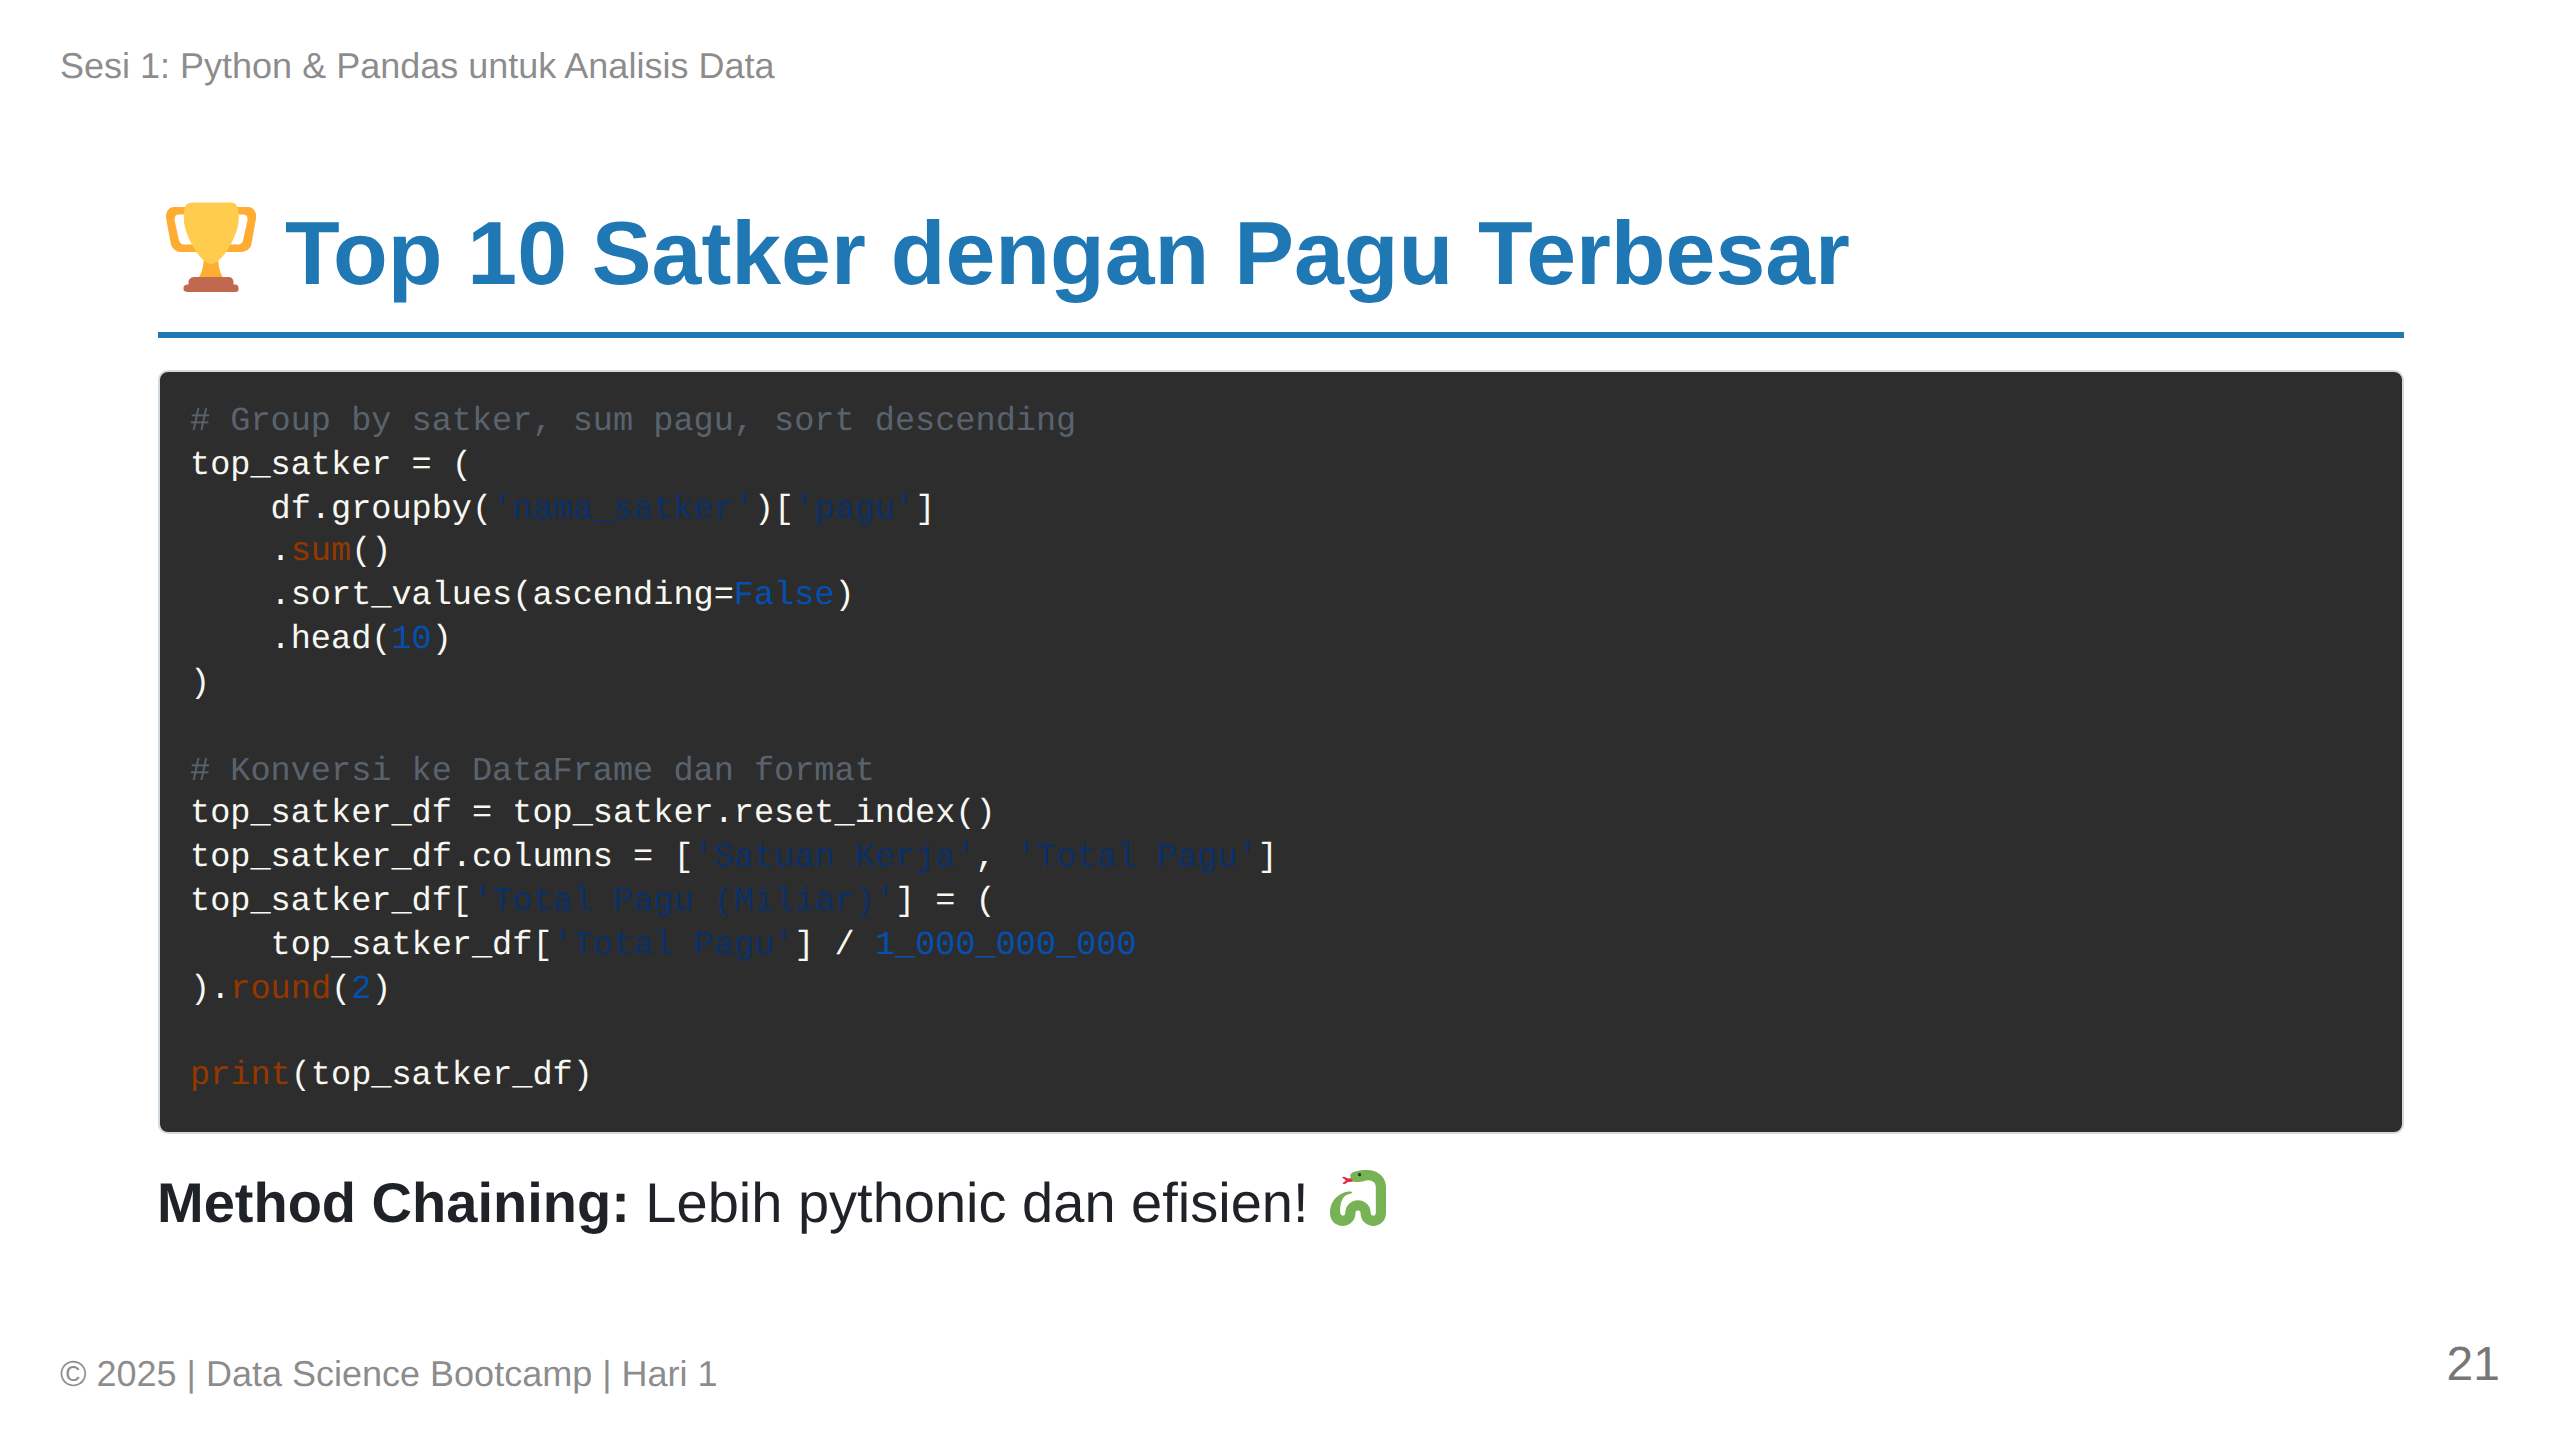 Sesi 1: Python & Pandas untuk Analisis Data
🏆 Top 10 Satker dengan Pagu Terbesar
# Group by satker, sum pagu, sort descending
top_satker = (
    df.groupby('nama_satker')['pagu']
    .sum()
    .sort_values(ascending=False)
    .head(10)
)
# Konversi ke DataFrame dan format
top_satker_df = top_satker.reset_index()
top_satker_df.columns = ['Satuan Kerja', 'Total Pagu']
top_satker_df['Total Pagu (Miliar)'] = (
    top_satker_df['Total Pagu'] / 1_000_000_000
).round(2)
print(top_satker_df)
Method Chaining: Lebih pythonic dan efisien! 🐍
© 2025 | Data Science Bootcamp | Hari 1
21